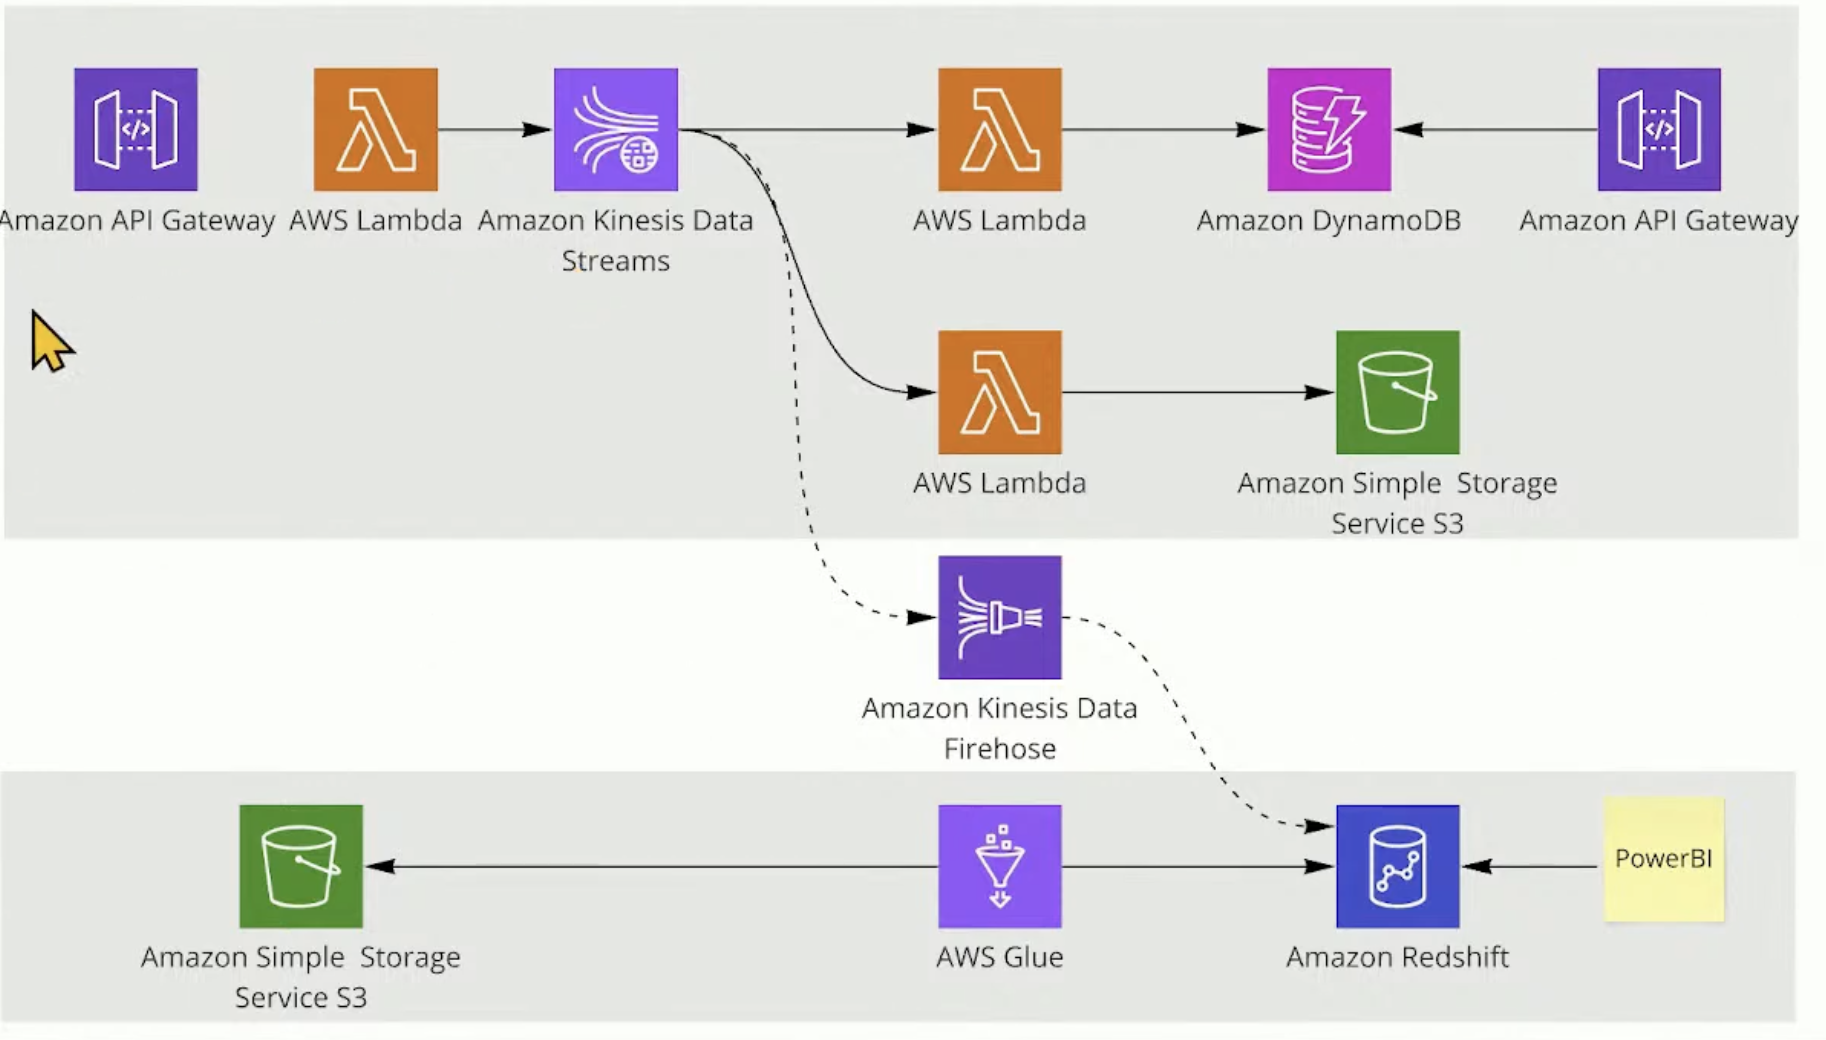 Amazon API Gateway
AWS Lambda
Amazon Kinesis Data
Streams
AWS Lambda
Amazon DynamoDB
Amazon API Gateway
AWS Lambda
Amazon Simple Storage
Service S3
Amazon Kinesis Data
Firehose
Amazon Simple Storage
Service S3
AWS Glue
Amazon Redshift
PowerBI